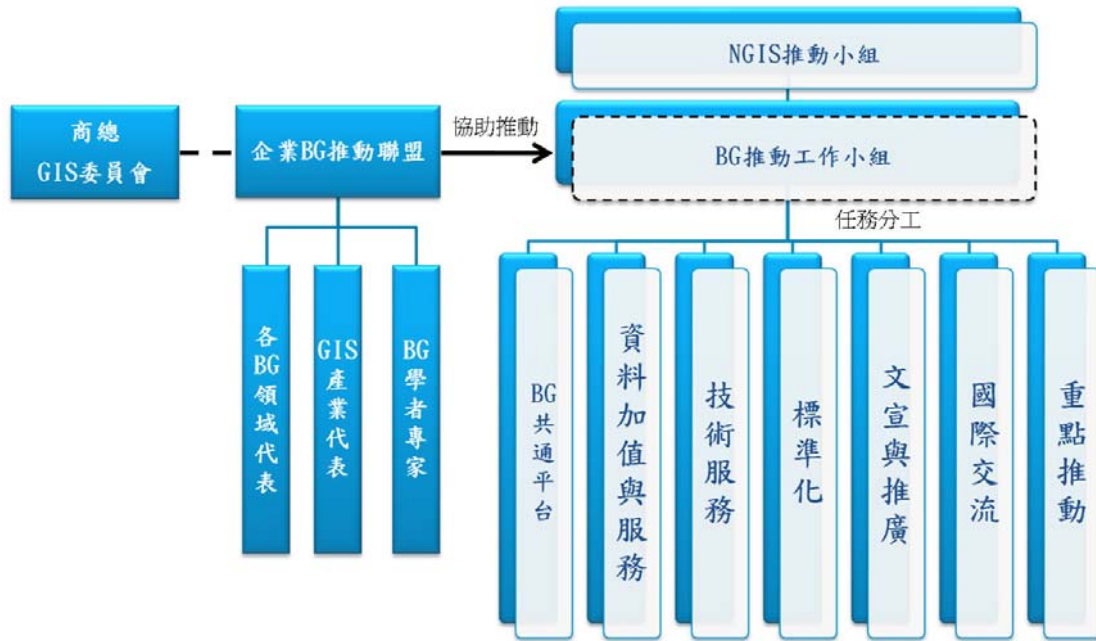 NGIS推動小組
商總
GIS委員會
企業BG推動聯盟
協助推動
BG推動工作小組
任務分工
各BG領域代表
GIS產業代表
BG學者專家
BG共通平台
資料加值與服務
技術服務
標準化
文宣與推廣
國際交流
重點推動